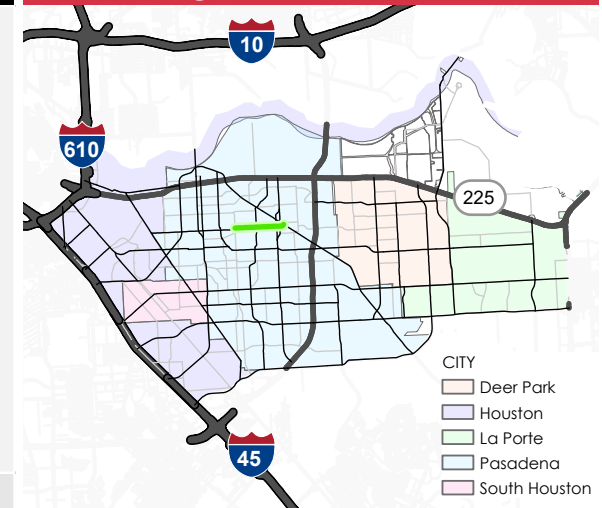 10
610
225
CITY
Deer Park
Houston
La Porte
Pasadena
South Houston
45